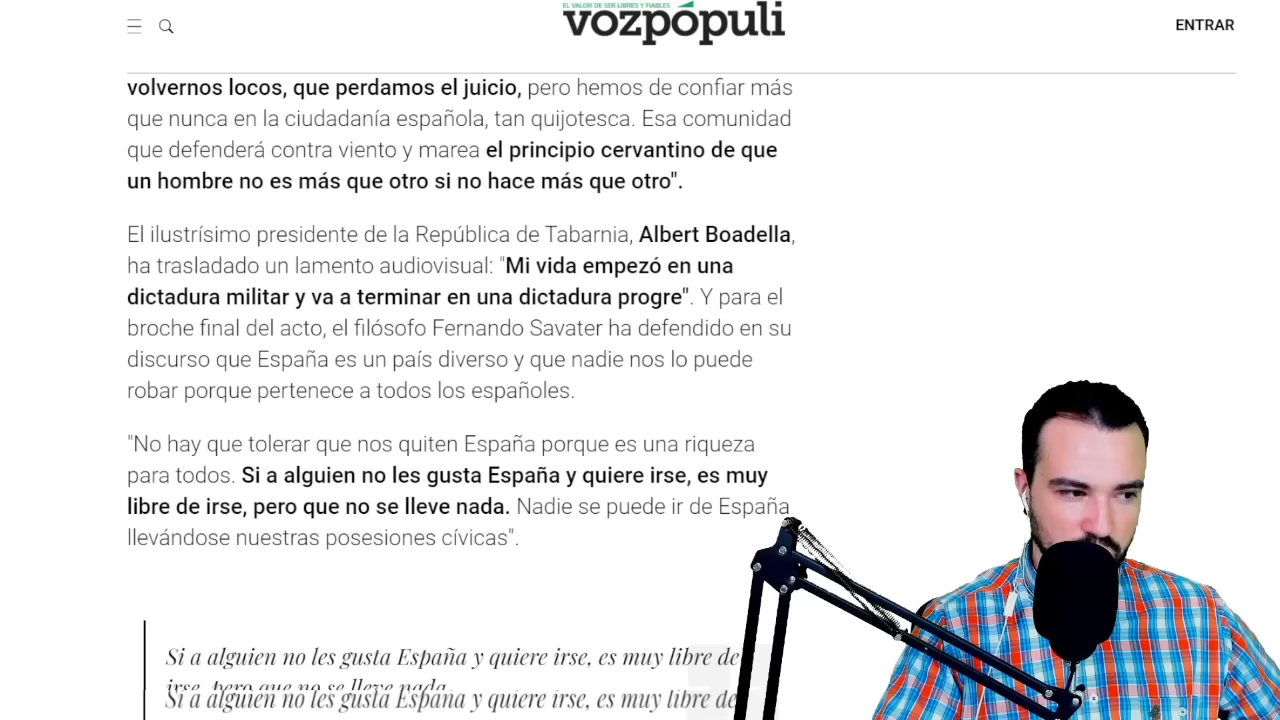 EL VALOR DE SER LIBRES Y FIABLES
vozpópuli
ENTRAR
volvernos locos, que perdamos el juicio, pero hemos de confiar más
que nunca en la ciudadanía española, tan quijotesca. Esa comunidad
que defenderá contra viento y marea el principio cervantino de que
un hombre no es más que otro si no hace más que otro".
El ilustrísimo presidente de la República de Tabarnia, Albert Boadella,
ha trasladado un lamento audiovisual: "Mi vida empezó en una
dictadura militar y va a terminar en una dictadura progre". Y para el
broche final del acto, el filósofo Fernando Savater ha defendido en su
discurso que España es un país diverso y que nadie nos lo puede
robar porque pertenece a todos los españoles.
"No hay que tolerar que nos quiten España porque es una riqueza
para todos. Si a alguien no les gusta España y quiere irse, es muy
libre de irse, pero que no se lleve nada. Nadie se puede ir de España
llevándose nuestras posesiones cívicas".
Si a alguien no les gusta España y quiere irse, es muy libre de
irse, pero que no se lleve nada.
Si a alguien no les gusta España y quiere irse, es muy libre de